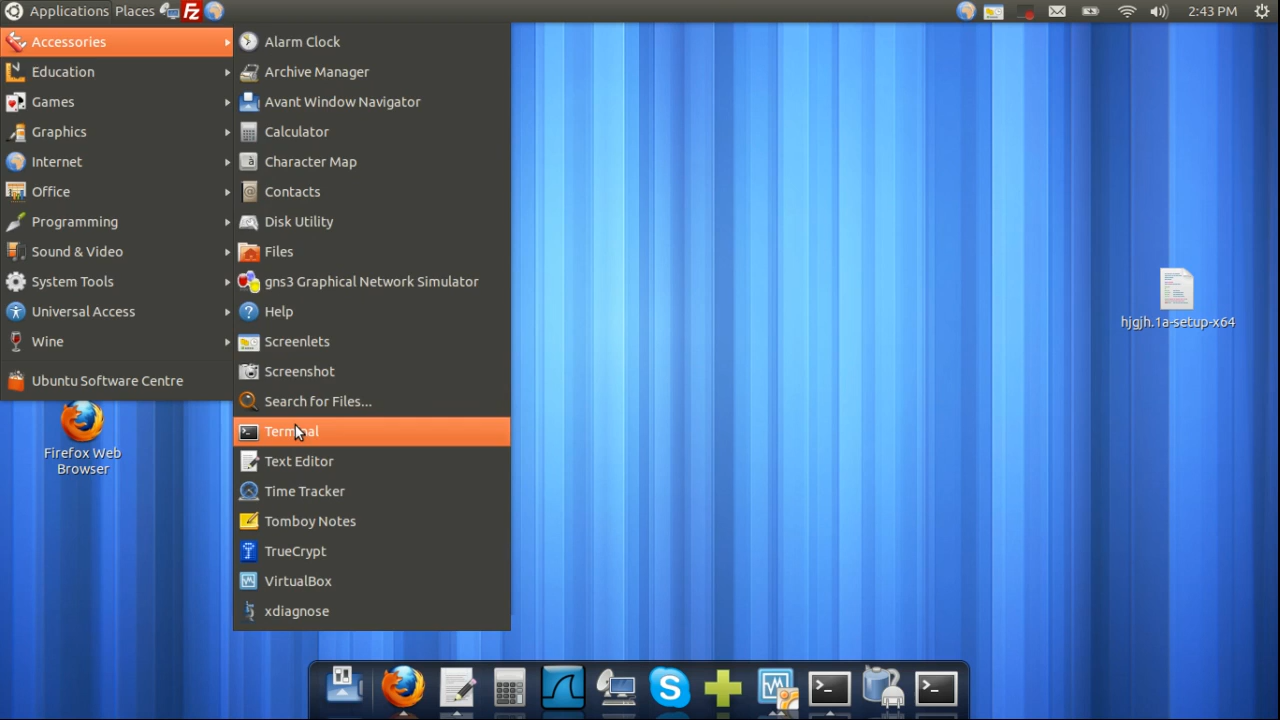 Applications Places
2:43 PM
Accessories
Education
Games
Graphics
Internet
Office
Programming
Sound & Video
System Tools
Universal Access
Wine
Ubuntu Software Centre
Alarm Clock
Archive Manager
Avant Window Navigator
Calculator
Character Map
Contacts
Disk Utility
Files
gns3 Graphical Network Simulator
Help
Screenlets
Screenshot
Search for Files...
Terminal
Text Editor
Time Tracker
Tomboy Notes
TrueCrypt
VirtualBox
xdiagnose
Firefox Web
Browser
hjgjh.1a-setup-x64